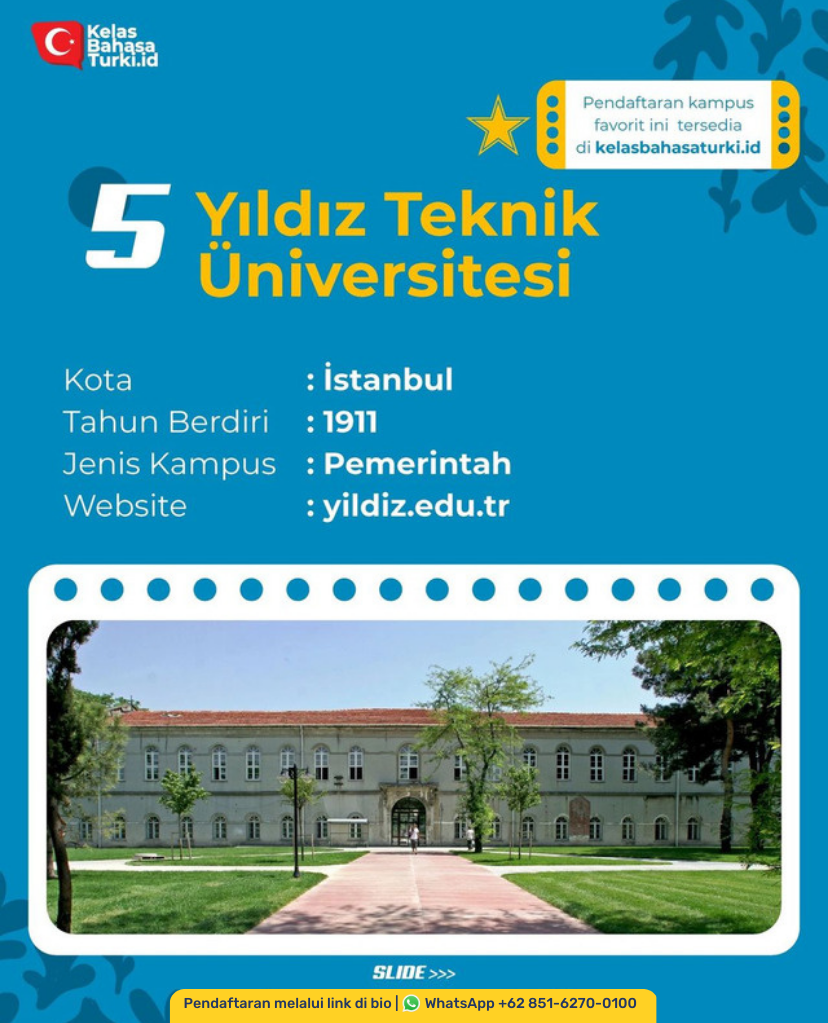 Kelas
Bahasa
Turki.id
Pendaftaran kampus
favorit ini tersedia
di kelasbahasaturki.id
5 Yıldız Teknik
Üniversitesi
Kota : İstanbul
Tahun Berdiri : 1911
Jenis Kampus : Pemerintah
Website : yildiz.edu.tr
SLIDE >>>
Pendaftaran melalui link di bio | WhatsApp +62 851-6270-0100